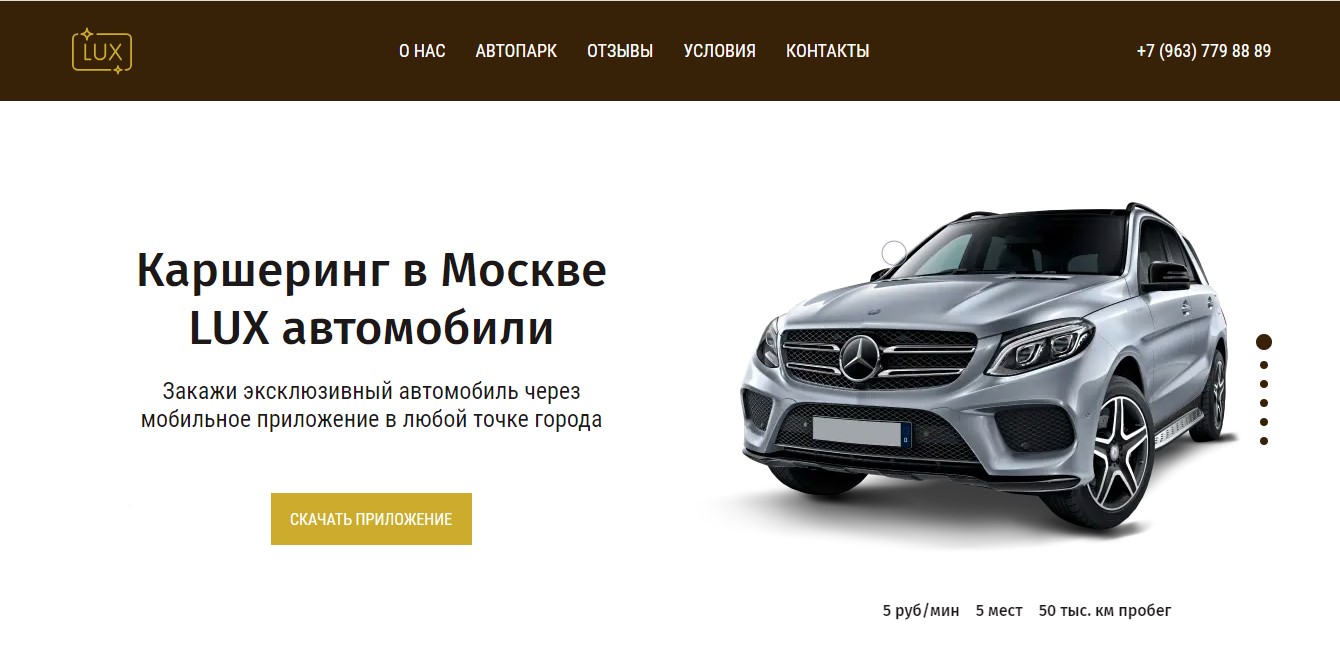 LUX
О НАС
АВТОПАРК
ОТЗЫВЫ
УСЛОВИЯ
КОНТАКТЫ
+7 (963) 779 88 89
Каршеринг в Москве
LUX автомобили
Закажи эксклюзивный автомобиль через
мобильное приложение в любой точке города
СКАЧАТЬ ПРИЛОЖЕНИЕ
5 руб/мин
5 мест
50 тыс. км пробег